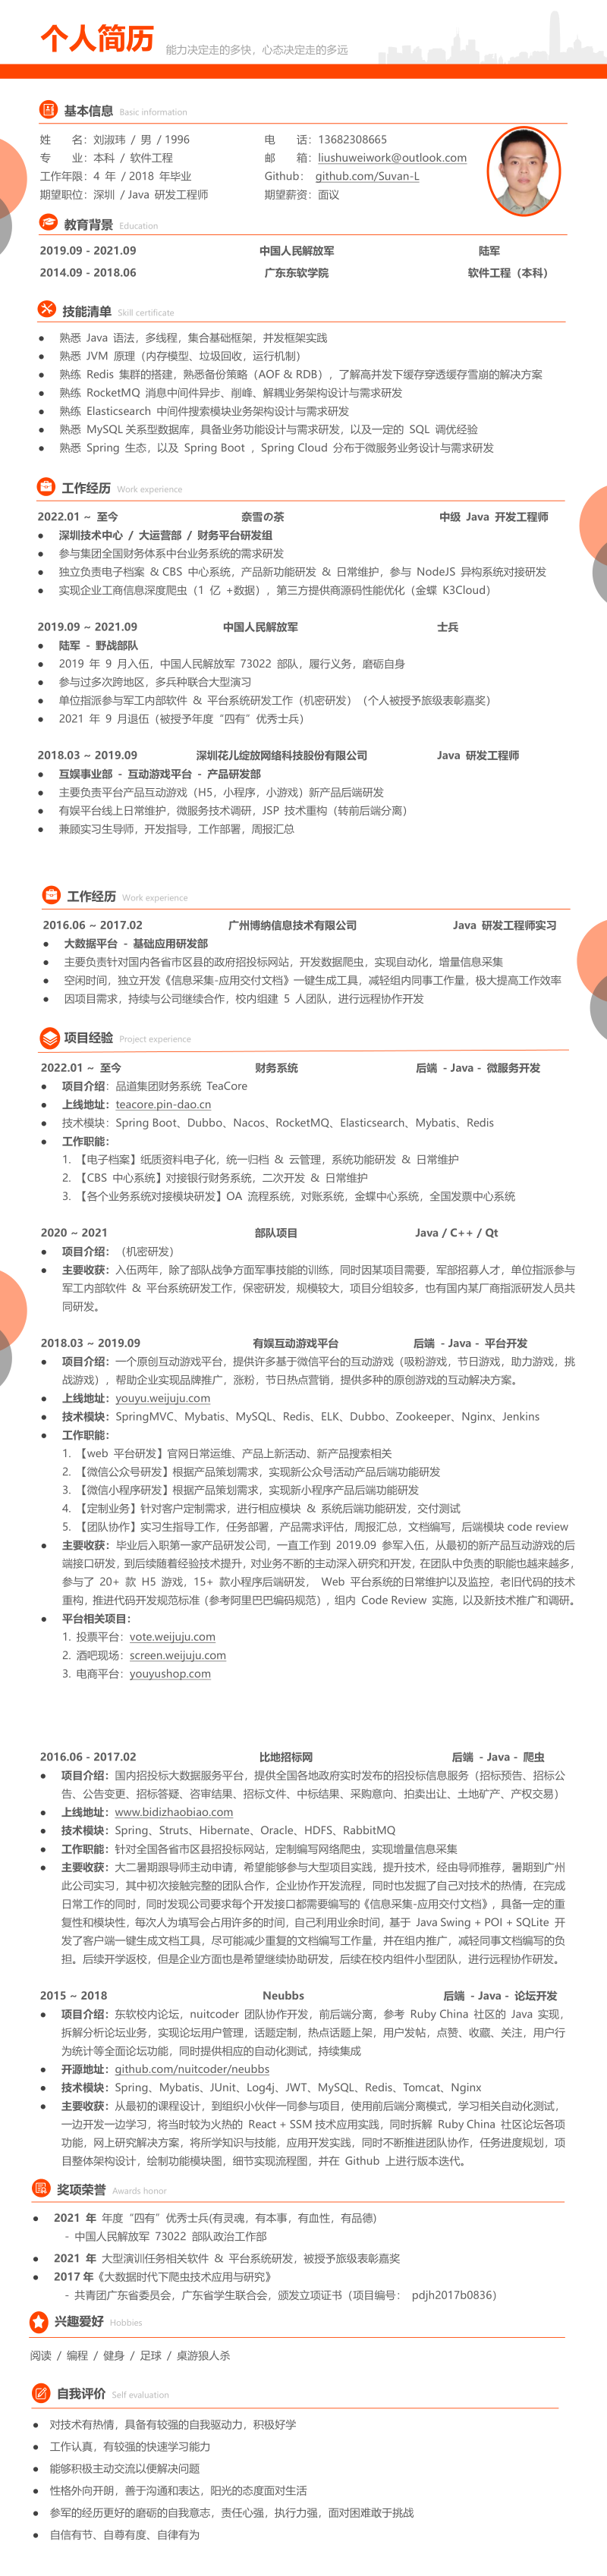 个人简历 能力决定走的多快，心态决定走的多远
基本信息 Basic information
姓 名：刘淑玮 / 男 / 1996 电 话：13682308665
专 业：本科 / 软件工程 邮 箱：liushuweiwork@outlook.com
工作年限：4 年 / 2018 年毕业 Github： github.com/Suvan-L
期望职位：深圳 / Java 研发工程师 期望薪资：面议
教育背景 Education
2019.09 - 2021.09 中国人民解放军 陆军
2014.09 - 2018.06 广东东软学院 软件工程（本科）
技能清单 Skill certificate
● 熟悉 Java 语法，多线程，集合基础框架，并发框架实践
● 熟悉 JVM 原理（内存模型、垃圾回收，运行机制）
● 熟练 Redis 集群的搭建，熟悉备份策略（AOF & RDB），了解高并发下缓存穿透缓存雪崩的解决方案
● 熟练 RocketMQ 消息中间件异步、削峰、解耦业务架构设计与需求研发
● 熟练 Elasticsearch 中间件搜索模块业务架构设计与需求研发
● 熟悉 MySQL 关系型数据库，具备业务功能设计与需求研发，以及一定的 SQL 调优经验
● 熟悉 Spring 生态，以及 Spring Boot ，Spring Cloud 分布于微服务业务设计与需求研发
工作经历 Work experience
2022.01 ~ 至今 奈雪の茶 中级 Java 开发工程师
● 深圳技术中心 / 大运营部 / 财务平台研发组
● 参与集团全国财务体系中台业务系统的需求研发
● 独立负责电子档案 & CBS 中心系统，产品新功能研发 & 日常维护，参与 NodeJS 异构系统对接研发
● 实现企业工商信息深度爬虫（1 亿 +数据），第三方提供商源码性能优化（金蝶 K3Cloud）
2019.09 ~ 2021.09 中国人民解放军 士兵
● 陆军 - 野战部队
● 2019 年 9 月入伍，中国人民解放军 73022 部队，履行义务，磨砺自身
● 参与过多次跨地区，多兵种联合大型演习
● 单位指派参与军工内部软件 & 平台系统研发工作（机密研发）（个人被授予旅级表彰嘉奖）
● 2021 年 9 月退伍（被授予年度“四有”优秀士兵）
2018.03 ~ 2019.09 深圳花儿绽放网络科技股份有限公司 Java 研发工程师
● 互娱事业部 - 互动游戏平台 - 产品研发部
● 主要负责平台产品互动游戏（H5，小程序，小游戏）新产品后端研发
● 有娱平台线上日常维护，微服务技术调研，JSP 技术重构（转前后端分离）
● 兼顾实习生导师，开发指导，工作部署，周报汇总
工作经历 Work experience
2016.06 ~ 2017.02 广州博纳信息技术有限公司 Java 研发工程师实习
● 大数据平台 - 基础应用研发部
● 主要负责针对国内各省市区县的政府招投标网站，开发数据爬虫，实现自动化，增量信息采集
● 空闲时间，独立开发《信息采集-应用交付文档》一键生成工具，减轻组内同事工作量，极大提高工作效率
● 因项目需求，持续与公司继续合作，校内组建 5 人团队，进行远程协作开发
项目经验 Project experience
2022.01 ~ 至今 财务系统 后端 - Java - 微服务开发
● 项目介绍：品道集团财务系统 TeaCore
● 上线地址：teacore.pin-dao.cn
● 技术模块：Spring Boot、Dubbo、Nacos、RocketMQ、Elasticsearch、Mybatis、Redis
● 工作职能：
1. 【电子档案】纸质资料电子化，统一归档 & 云管理，系统功能研发 & 日常维护
2. 【CBS 中心系统】对接银行财务系统，二次开发 & 日常维护
3. 【各个业务系统对接模块研发】OA 流程系统，对账系统，金蝶中心系统，全国发票中心系统
2020 ~ 2021 部队项目 Java / C++ / Qt
● 项目介绍：（机密研发）
● 主要收获：入伍两年，除了部队战争方面军事技能的训练，同时因某项目需要，军部招募人才，单位指派参与
军工内部软件 & 平台系统研发工作，保密研发，规模较大，项目分组较多，也有国内某厂商指派研发人员共
同研发。
2018.03 ~ 2019.09 有娱互动游戏平台 后端 - Java - 平台开发
● 项目介绍：一个原创互动游戏平台，提供许多基于微信平台的互动游戏（吸粉游戏，节日游戏，助力游戏，挑
战游戏），帮助企业实现品牌推广，涨粉，节日热点营销，提供多种的原创游戏的互动解决方案。
● 上线地址：youyu.weijuju.com
● 技术模块：SpringMVC、Mybatis、MySQL、Redis、ELK、Dubbo、Zookeeper、Nginx、Jenkins
● 工作职能：
1. 【web 平台研发】官网日常运维、产品上新活动、新产品搜索相关
2. 【微信公众号研发】根据产品策划需求，实现新公众号活动产品后端功能研发
3. 【微信小程序研发】根据产品策划需求，实现新小程序产品后端功能研发
4. 【定制业务】针对客户定制需求，进行相应模块 & 系统后端功能研发，交付测试
5. 【团队协作】实习生指导工作，任务部署，产品需求评估，周报汇总，文档编写，后端模块 code review
● 主要收获：毕业后入职第一家产品研发公司，一直工作到 2019.09 参军入伍，从最初的新产品互动游戏的后
端接口研发，到后续随着经验技术提升，对业务不断的主动深入研究和开发，在团队中负责的职能也越来越多，
参与了 20+ 款 H5 游戏，15+ 款小程序后端研发， Web 平台系统的日常维护以及监控，老旧代码的技术
重构，推进代码开发规范标准（参考阿里巴巴编码规范），组内 Code Review 实施，以及新技术推广和调研。
● 平台相关项目：
1. 投票平台：vote.weijuju.com
2. 酒吧现场：screen.weijuju.com
3. 电商平台：youyushop.com
2016.06 - 2017.02 比地招标网 后端 - Java - 爬虫
● 项目介绍：国内招投标大数据服务平台，提供全国各地政府实时发布的招投标信息服务（招标预告、招标公
告、公告变更、招标答疑、咨审结果、招标文件、中标结果、采购意向、拍卖出让、土地矿产、产权交易）
● 上线地址：www.bidizhaobiao.com
● 技术模块：Spring、Struts、Hibernate、Oracle、HDFS、RabbitMQ
● 工作职能：针对全国各省市区县招投标网站，定制编写网络爬虫，实现增量信息采集
● 主要收获：大二暑期跟导师主动申请，希望能够参与大型项目实践，提升技术，经由导师推荐，暑期到广州
此公司实习，其中初次接触完整的团队合作，企业协作开发流程，同时也发掘了自己对技术的热情，在完成
日常工作的同时，同时发现公司要求每个开发接口都需要编写的《信息采集-应用交付文档》，具备一定的重
复性和模块性，每次人为填写会占用许多的时间，自己利用业余时间，基于 Java Swing + POI + SQLite 开
发了客户端一键生成文档工具，尽可能减少重复的文档编写工作量，并在组内推广，减轻同事文档编写的负
担。后续开学返校，但是企业方面也是希望继续协助研发，后续在校内组件小型团队，进行远程协作研发。
2015 ~ 2018 Neubbs 后端 - Java - 论坛开发
● 项目介绍：东软校内论坛，nuitcoder 团队协作开发，前后端分离，参考 Ruby China 社区的 Java 实现，
拆解分析论坛业务，实现论坛用户管理，话题定制，热点话题上架，用户发帖，点赞、收藏、关注，用户行
为统计等全面论坛功能，同时提供相应的自动化测试，持续集成
● 开源地址：github.com/nuitcoder/neubbs
● 技术模块：Spring、Mybatis、JUnit、Log4j、JWT、MySQL、Redis、Tomcat、Nginx
● 主要收获：从最初的课程设计，到组织小伙伴一同参与项目，使用前后端分离模式，学习相关自动化测试，
一边开发一边学习，将当时较为火热的 React + SSM 技术应用实践，同时拆解 Ruby China 社区论坛各项
功能，网上研究解决方案，将所学知识与技能，应用开发实践，同时不断推进团队协作，任务进度规划，项
目整体架构设计，绘制功能模块图，细节实现流程图，并在 Github 上进行版本迭代。
奖项荣誉 Awards honor
● 2021 年 年度“四有”优秀士兵(有灵魂，有本事，有血性，有品德)
- 中国人民解放军 73022 部队政治工作部
● 2021 年 大型演训任务相关软件 & 平台系统研发，被授予旅级表彰嘉奖
● 2017 年《大数据时代下爬虫技术应用与研究》
- 共青团广东省委员会，广东省学生联合会，颁发立项证书（项目编号： pdjh2017b0836）
兴趣爱好 Hobbies
阅读 / 编程 / 健身 / 足球 / 桌游狼人杀
自我评价 Self evaluation
● 对技术有热情，具备有较强的自我驱动力，积极好学
● 工作认真，有较强的快速学习能力
● 能够积极主动交流以便解决问题
● 性格外向开朗，善于沟通和表达，阳光的态度面对生活
● 参军的经历更好的磨砺的自我意志，责任心强，执行力强，面对困难敢于挑战
● 自信有节、自尊有度、自律有为